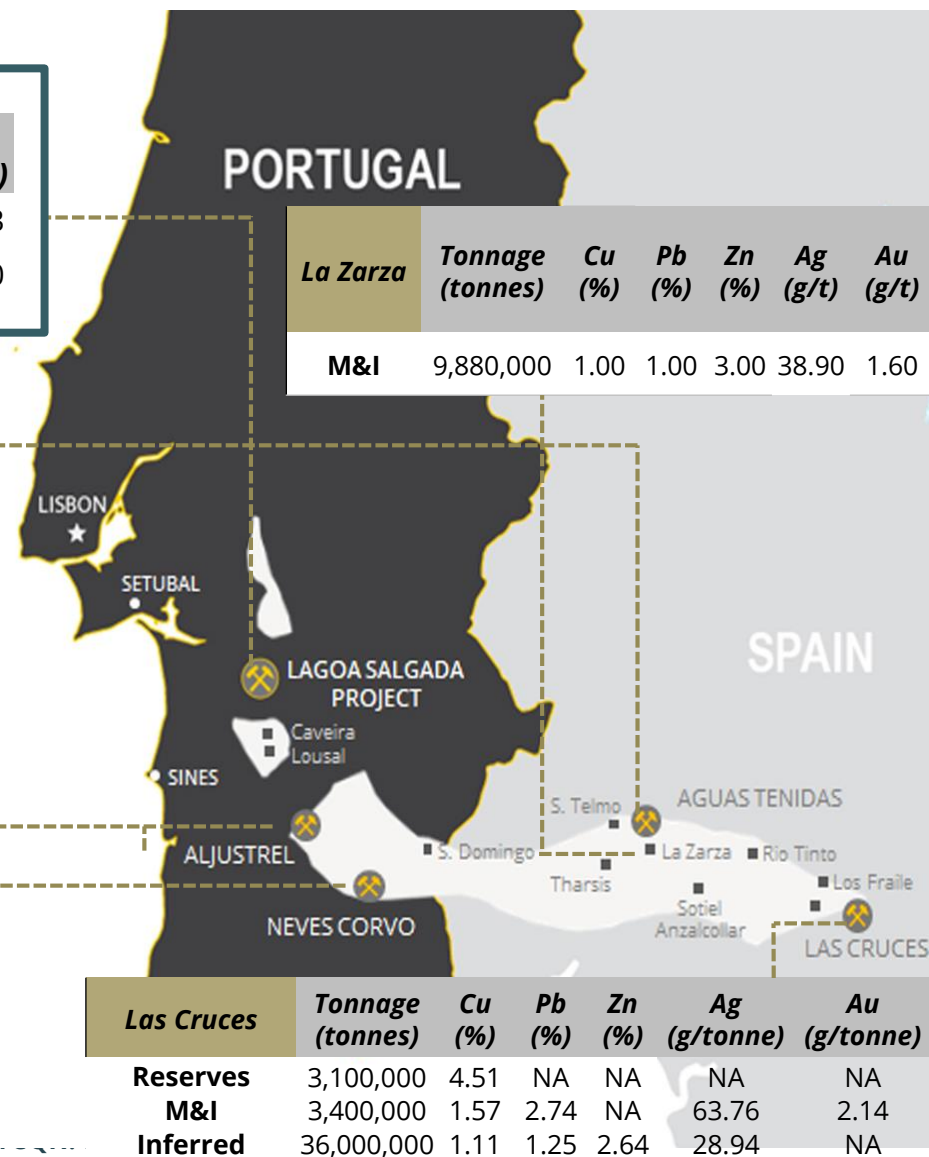 )
PORTUGAL
La Zarza Tonnage (tonnes) Cu (%) Pb (%) Zn (%) Ag (g/t) Au (g/t)
M&I 9,880,000 1.00 1.00 3.00 38.90 1.60
LISBON
SETUBAL
SPAIN
LAGOA SALGADA
PROJECT
Caveira
Lousal
SINES
AGUAS TENIDAS
S. Telmo
ALJUSTREL
S. Domingo
La Zarza
Rio Tinto
Tharsis
Los Fraile
Sotiel
Anzalcollar
NEVES CORVO
LAS CRUCES
Las Cruces Tonnage (tonnes) Cu (%) Pb (%) Zn (%) Ag (g/tonne) Au (g/tonne)
Reserves 3,100,000 4.51 NA NA NA NA
M&I 3,400,000 1.57 2.74 NA 63.76 2.14
Inferred 36,000,000 1.11 1.25 2.64 28.94 NA